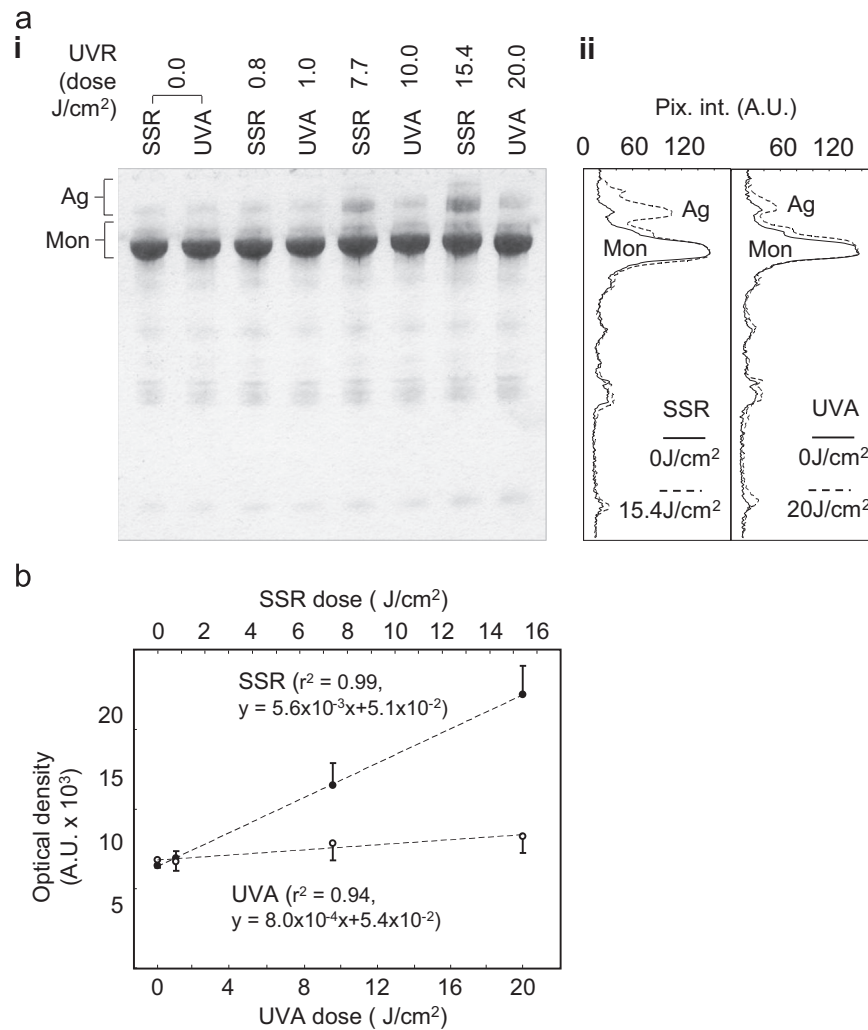 a
i
UVR
(dose
J/cm²)
0.0
0.8
1.0
7.7
10.0
15.4
20.0
SSR
UVA
SSR
UVA
SSR
UVA
SSR
UVA
Ag
Mon
ii
Pix. int. (A.U.)
0 60 120 60 120
Ag
Mon
Ag
Mon
SSR
0J/cm²
15.4J/cm²
UVA
0J/cm²
20J/cm²
b
SSR dose ( J/cm²)
0 2 4 6 8 10 12 14 16
SSR (r² = 0.99,
y = 5.6x10⁻³x+5.1x10⁻²)
20
15
10
5
Optical density
(A.U. x 10³)
UVA (r² = 0.94,
y = 8.0x10⁻⁴x+5.4x10⁻²)
0 4 8 12 16 20
UVA dose ( J/cm²)